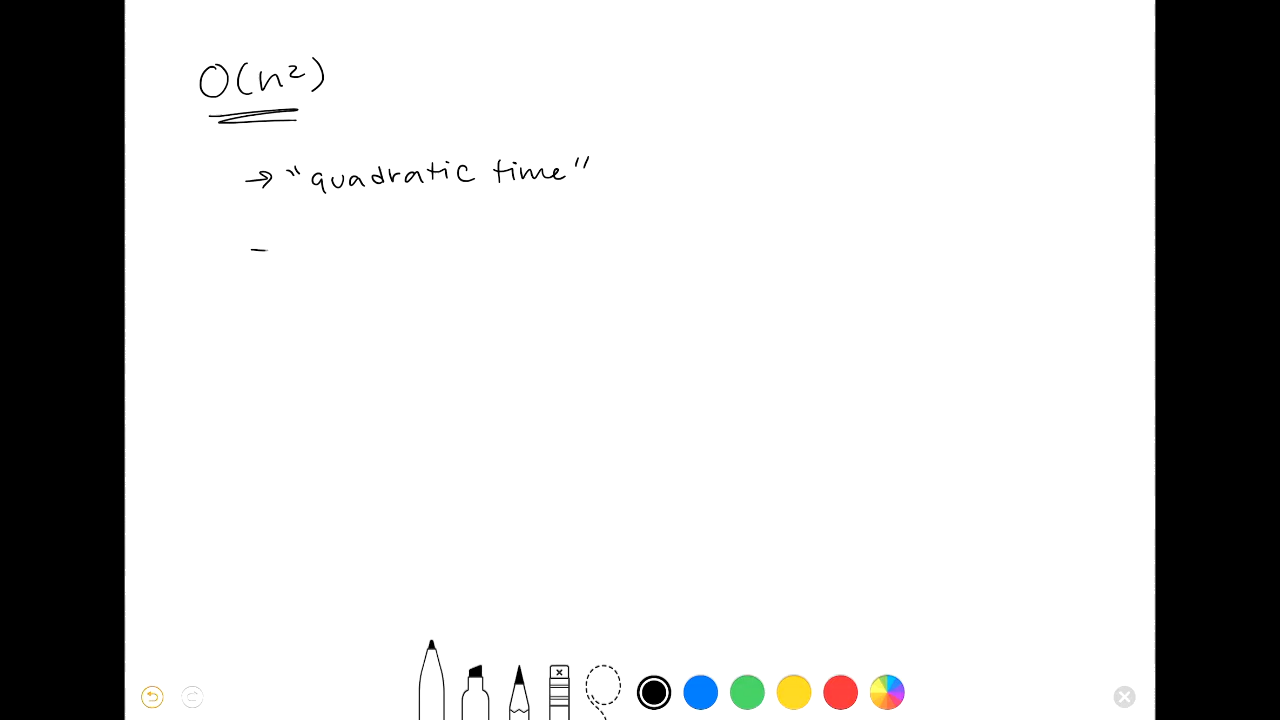 O(n²)
→ "quadratic time"
–